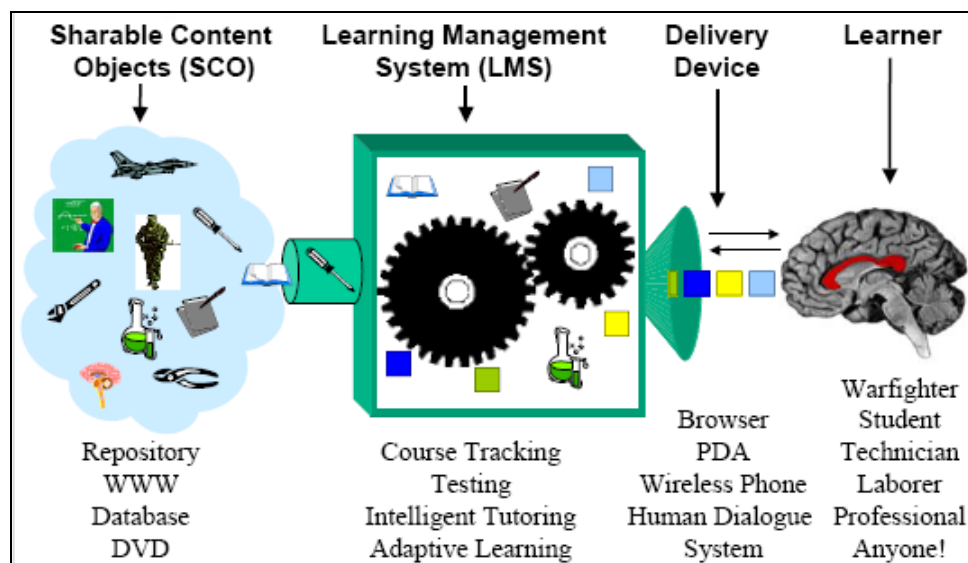 Sharable Content
Objects (SCO)
Learning Management
System (LMS)
Delivery
Device
Learner
Repository
WWW
Database
DVD
Course Tracking
Testing
Intelligent Tutoring
Adaptive Learning
Browser
PDA
Wireless Phone
Human Dialogue
System
Warfighter
Student
Technician
Laborer
Professional
Anyone!